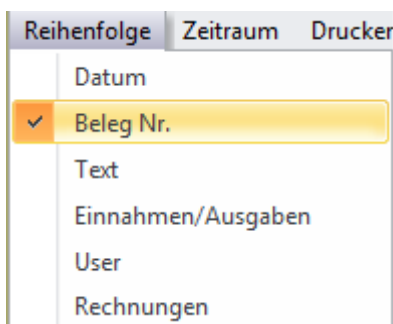 Reihenfolge Zeitraum Drucker
Datum
Beleg Nr.
Text
Einnahmen/Ausgaben
User
Rechnungen